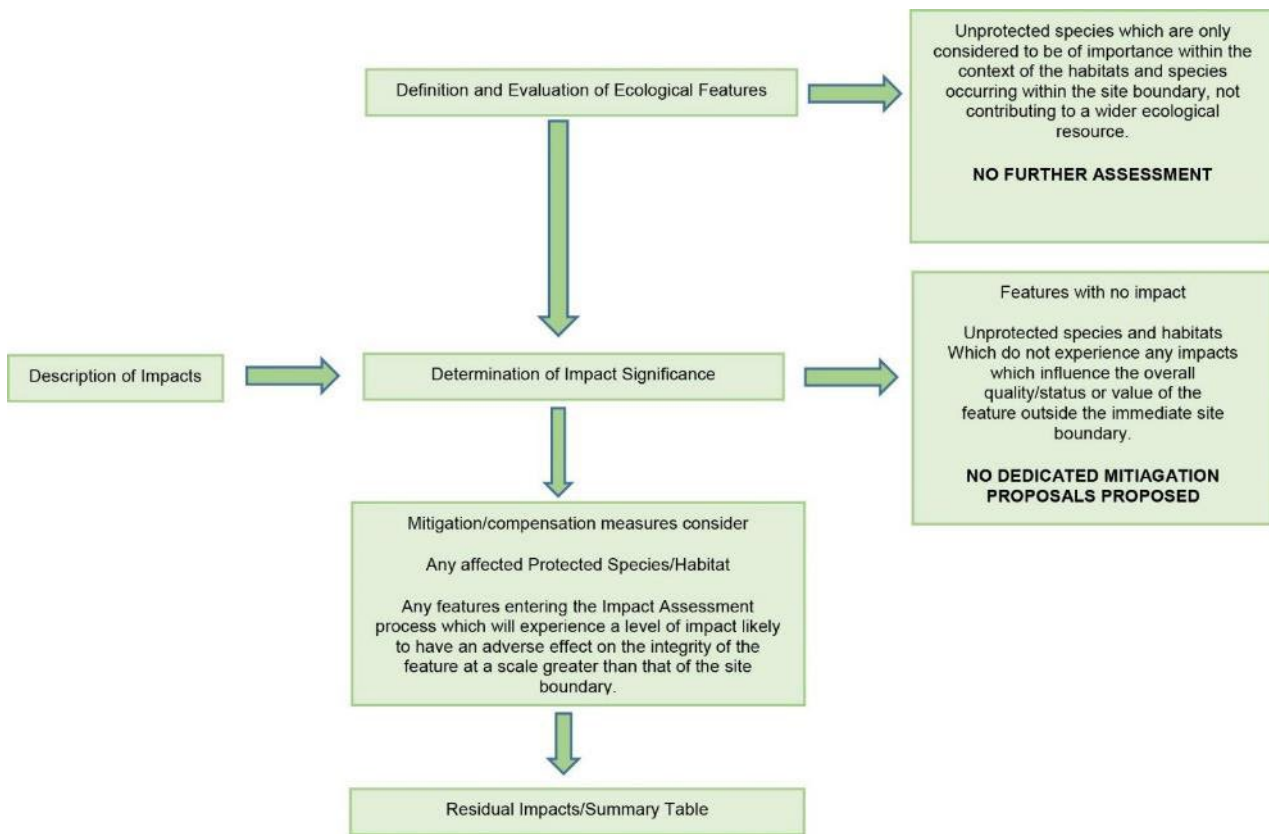 Definition and Evaluation of Ecological Features
Unprotected species which are only
considered to be of importance within the
context of the habitats and species
occurring within the site boundary, not
contributing to a wider ecological
resource.
NO FURTHER ASSESSMENT
Description of Impacts
Determination of Impact Significance
Features with no impact
Unprotected species and habitats
Which do not experience any impacts
which influence the overall
quality/status or value of the
feature outside the immediate site
boundary.
NO DEDICATED MITIAGATION
PROPOSALS PROPOSED
Mitigation/compensation measures consider
Any affected Protected Species/Habitat
Any features entering the Impact Assessment
process which will experience a level of impact likely
to have an adverse effect on the integrity of the
feature at a scale greater than that of the site
boundary.
Residual Impacts/Summary Table